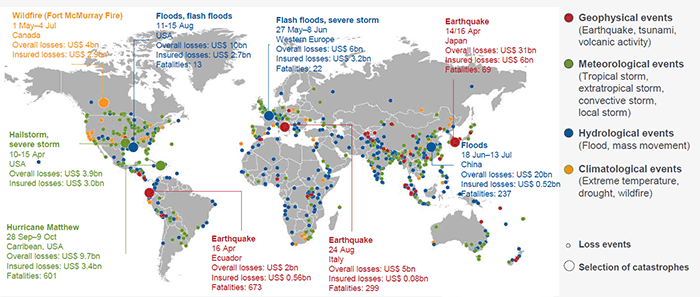 Wildfire (Fort McMurray Fire)
1 May–4 Jul
Canada
Overall losses: US$ 4bn
Insured losses: US$ 2.9bn
Floods, flash floods
11-15 Aug
USA
Overall losses: US$ 10bn
Insured losses: US$ 2.7bn
Fatalities: 13
Flash floods, severe storm
27 May–8 Jun
Western Europe
Overall losses: US$ 6bn
Insured losses: US$ 3.2bn
Fatalities: 22
Earthquake
14/16 Apr
Japan
Overall losses: US$ 31bn
Insured losses: US$ 6bn
Fatalities: 69
Hailstorm,
severe storm
10-15 Apr
USA
Overall losses: US$ 3.9bn
Insured losses: US$ 3.0bn
Floods
18 Jun–13 Jul
China
Overall losses: US$ 20bn
Insured losses: US$ 0.52bn
Fatalities: 237
Hurricane Matthew
28 Sep–9 Oct
Carribean, USA
Overall losses: US$ 9.7bn
Insured losses: US$ 3.4bn
Fatalities: 601
Earthquake
16 Apr
Ecuador
Overall losses: US$ 2bn
Insured losses: US$ 0.56bn
Fatalities: 673
Earthquake
24 Aug
Italy
Overall losses: US$ 5bn
Insured losses: US$ 0.08bn
Fatalities: 299
Geophysical events
(Earthquake, tsunami,
volcanic activity)
Meteorological events
(Tropical storm,
extratropical storm,
convective storm,
local storm)
Hydrological events
(Flood, mass movement)
Climatological events
(Extreme temperature,
drought, wildfire)
Loss events
Selection of catastrophes